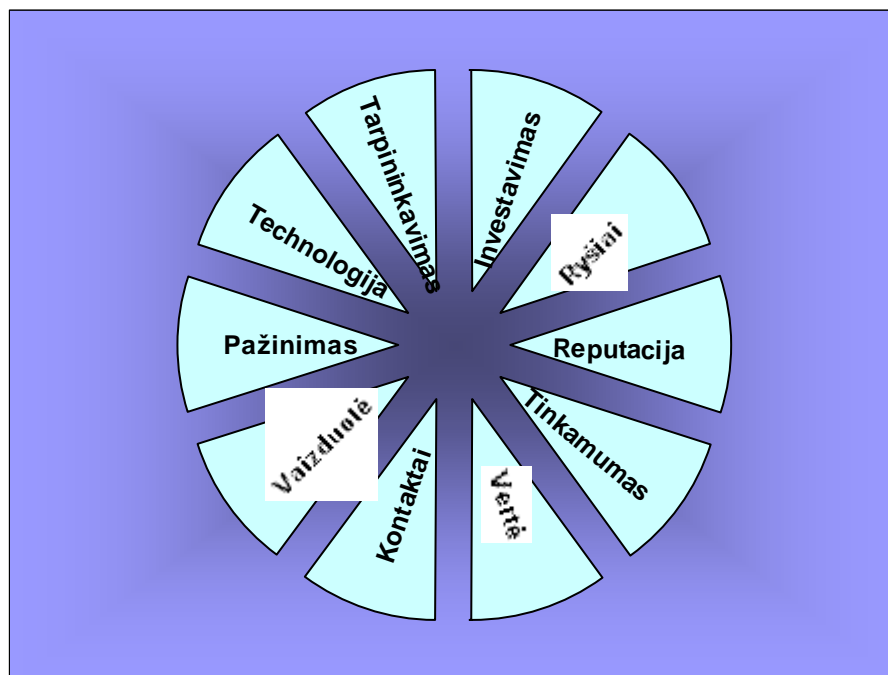 Tarpininkavimas
Investavimas
Ryšiai
Reputacija
Tinkamumas
Vertė
Kontaktai
Vaizduotė
Pažinimas
Technologija